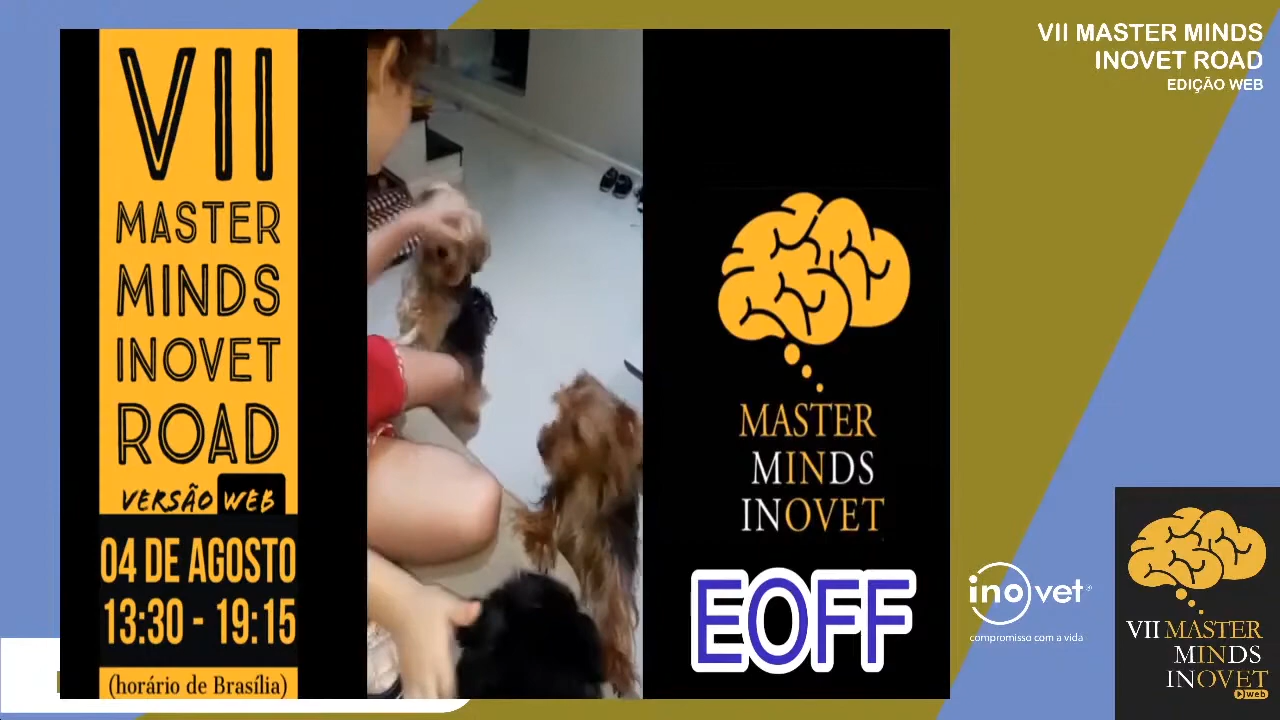 VII MASTER MINDS
INOVET ROAD
EDIÇÃO WEB
VII
MASTER
MINDS
INOVET
ROAD
VERSÃO WEB
04 DE AGOSTO
13:30 - 19:15
(horário de Brasília)
MASTER
MINDS
INOVET
EOFF
inovet
compromisso com a vida
VII MASTER
MINDS
INOVET
web